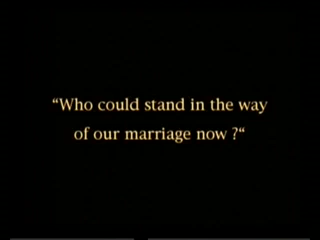 “Who could stand in the way
of our marriage now ?“